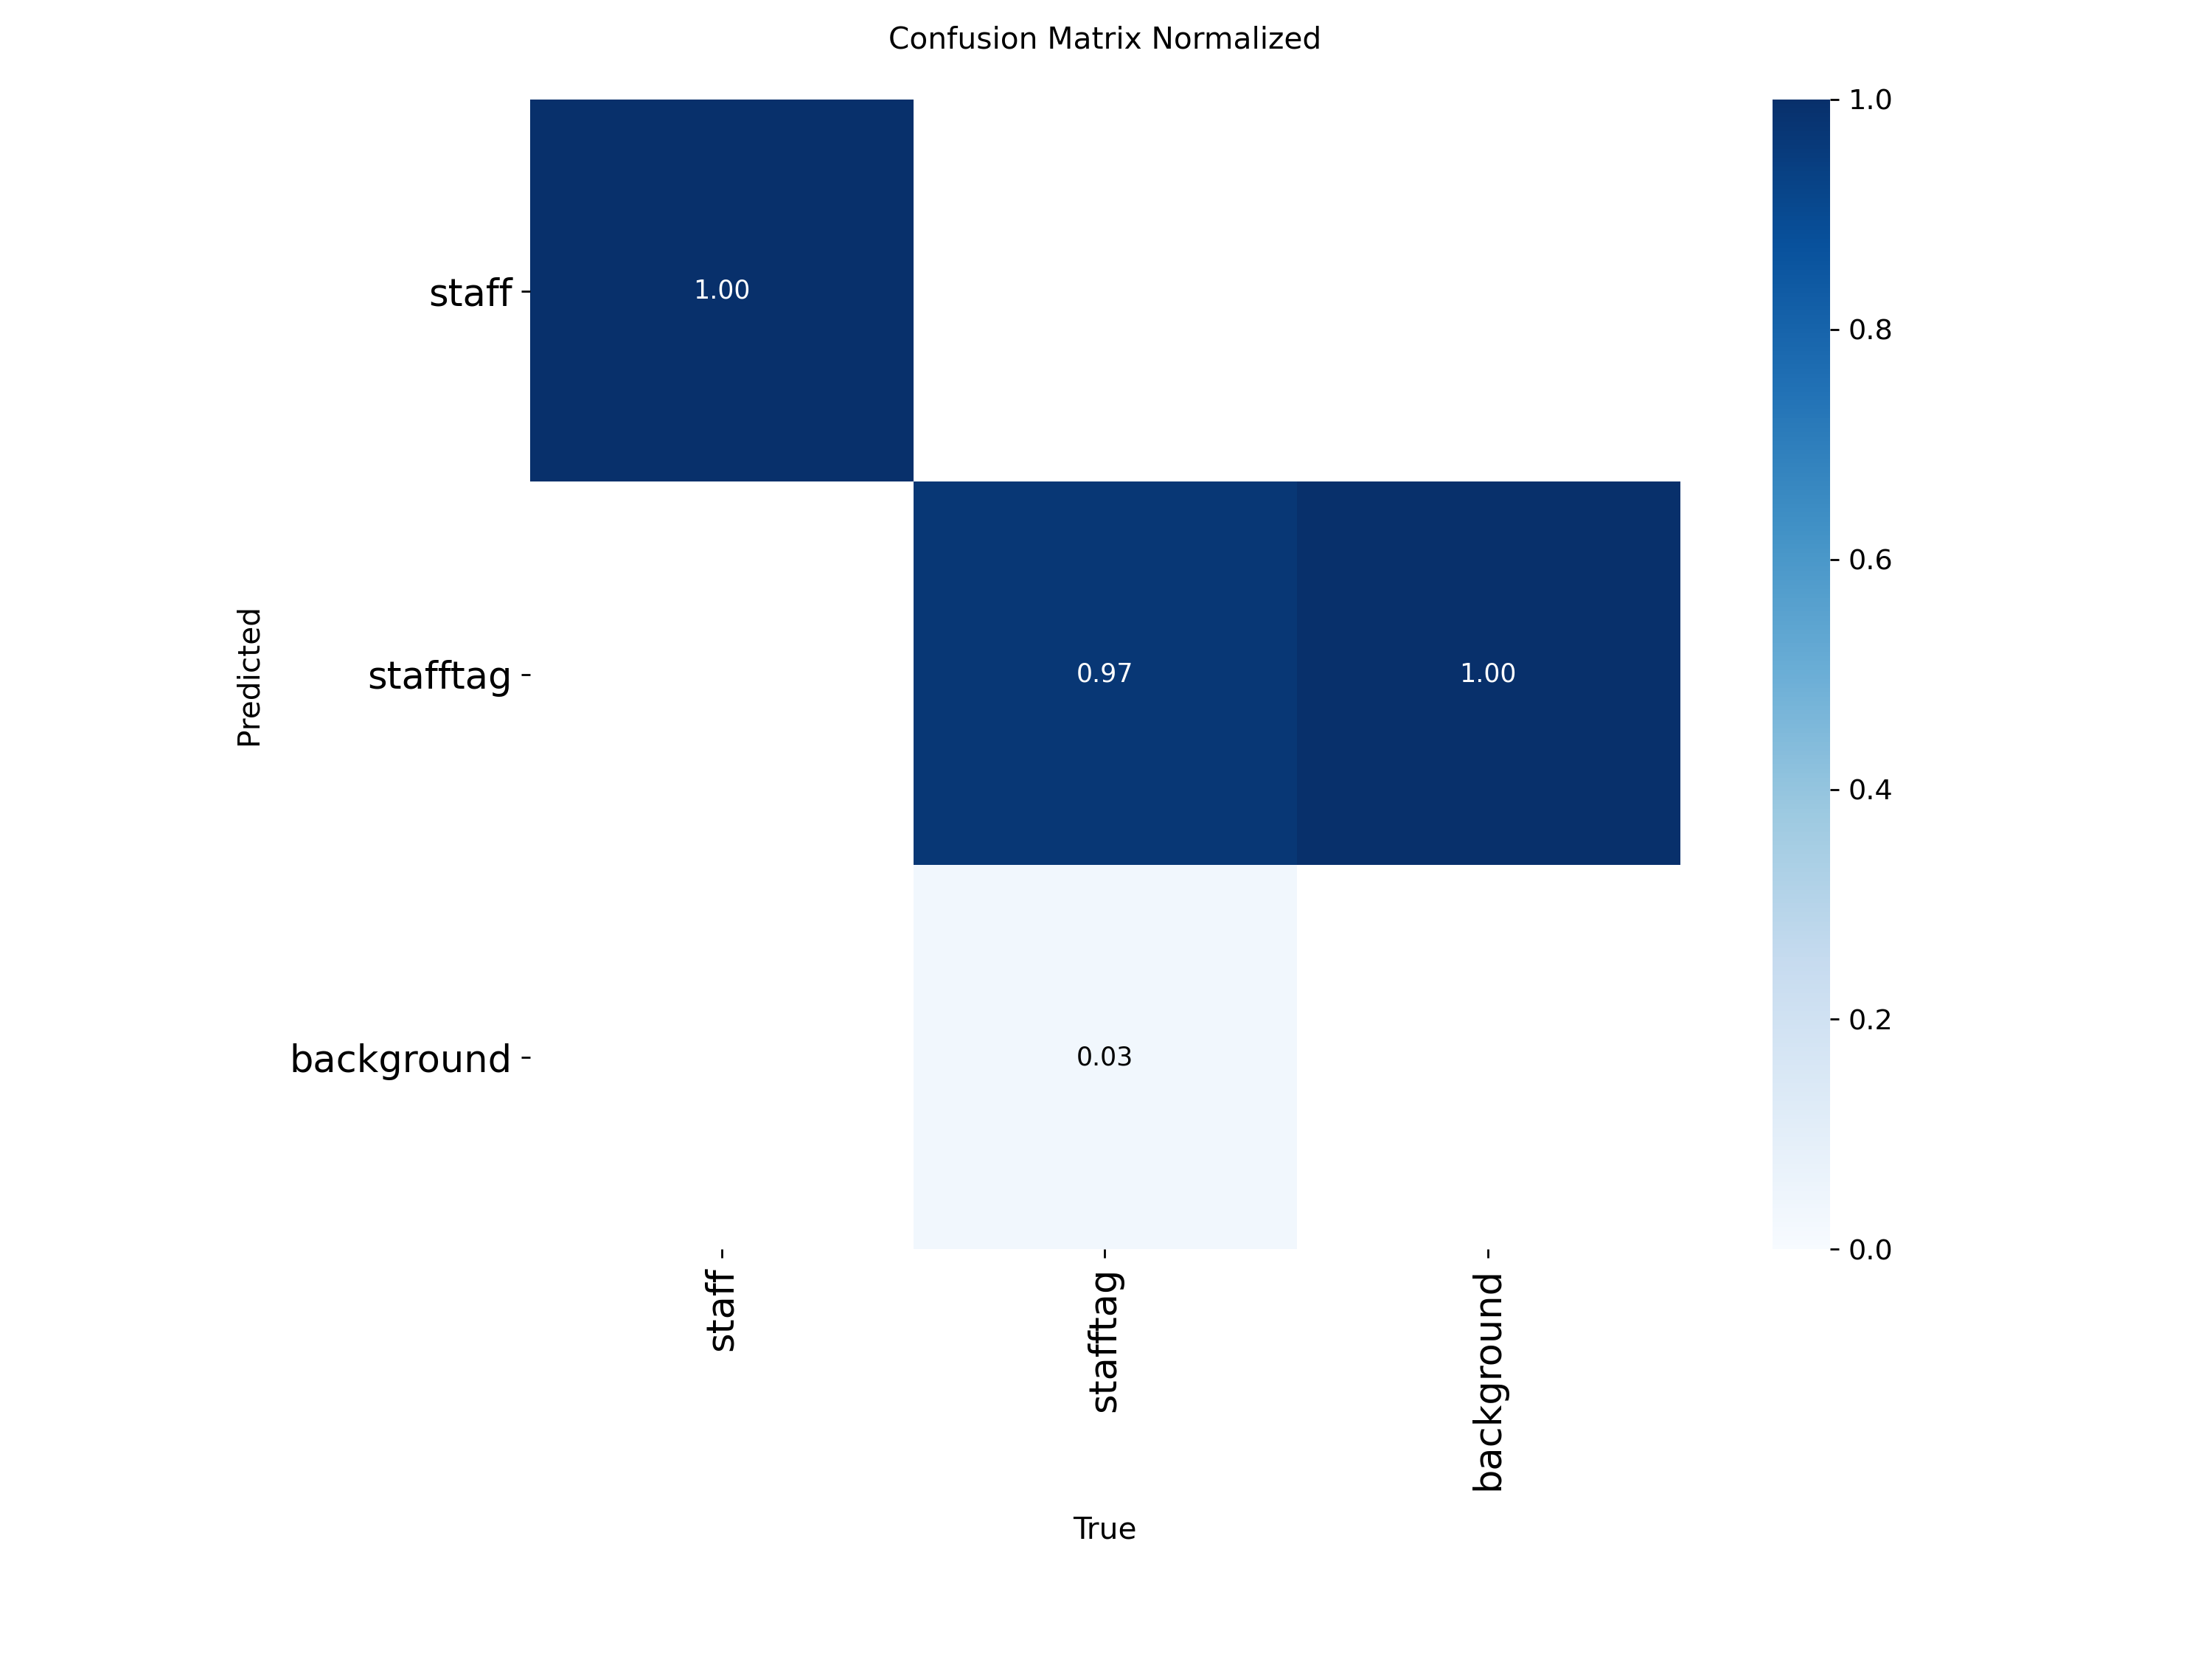 Confusion Matrix Normalized
1.0
0.8
0.6
0.4
0.2
0.0
Predicted
staff
1.00
stafftag
0.97
1.00
background
0.03
staff
stafftag
background
True